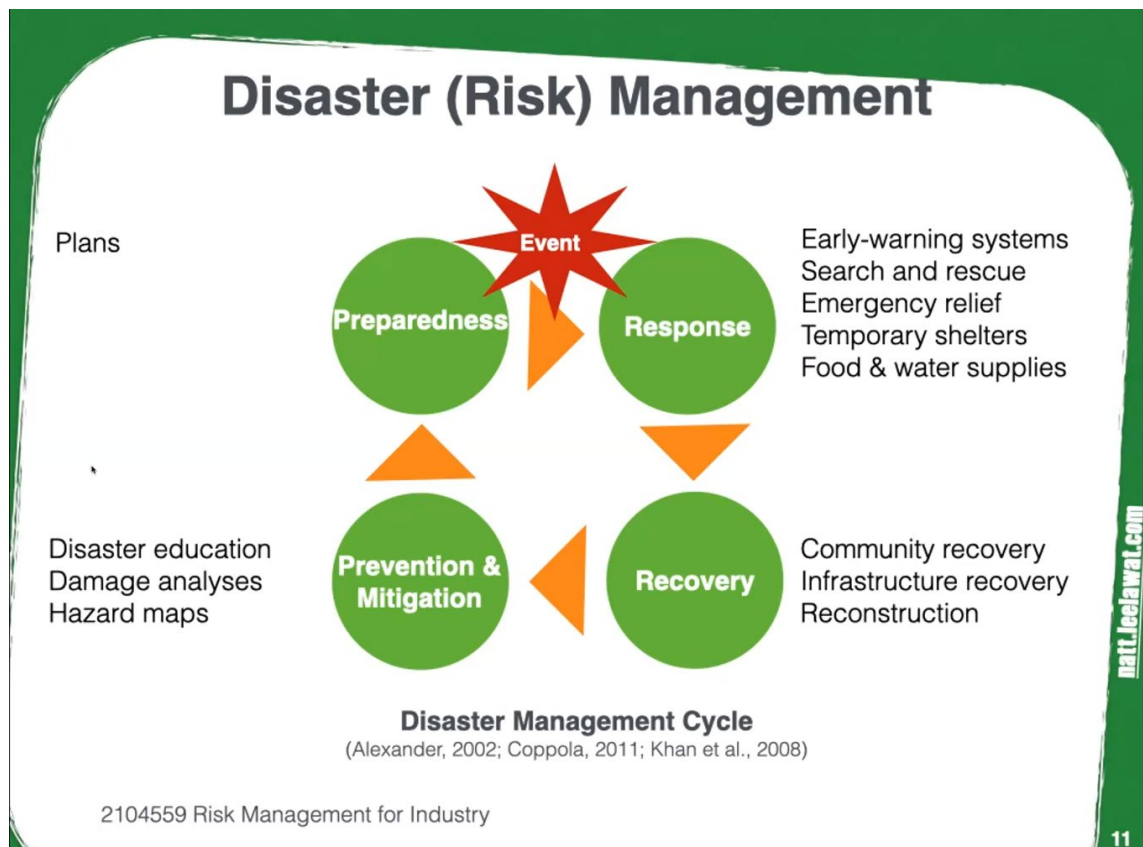 Disaster (Risk) Management
Plans
Event
Preparedness
Response
Early-warning systems
Search and rescue
Emergency relief
Temporary shelters
Food & water supplies
Disaster education
Damage analyses
Hazard maps
Prevention &
Mitigation
Recovery
Community recovery
Infrastructure recovery
Reconstruction
Disaster Management Cycle
(Alexander, 2002; Coppola, 2011; Khan et al., 2008)
2104559 Risk Management for Industry
natt.leelawat.com
11